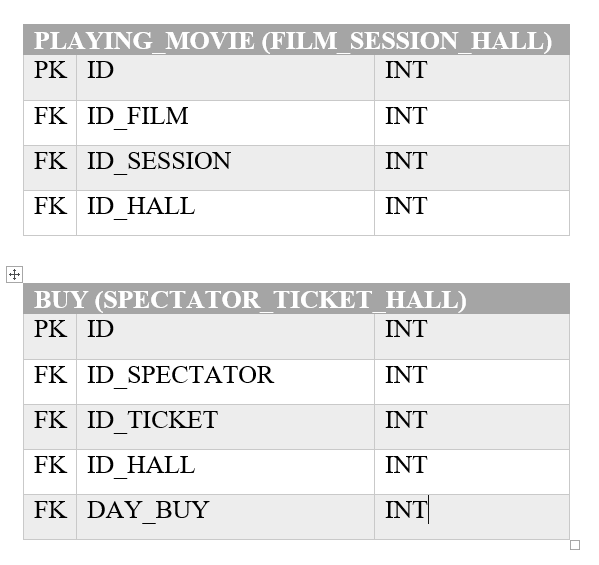 PLAYING_MOVIE (FILM_SESSION_HALL)
PK ID INT
FK ID_FILM INT
FK ID_SESSION INT
FK ID_HALL INT
BUY (SPECTATOR_TICKET_HALL)
PK ID INT
FK ID_SPECTATOR INT
FK ID_TICKET INT
FK ID_HALL INT
FK DAY_BUY INT